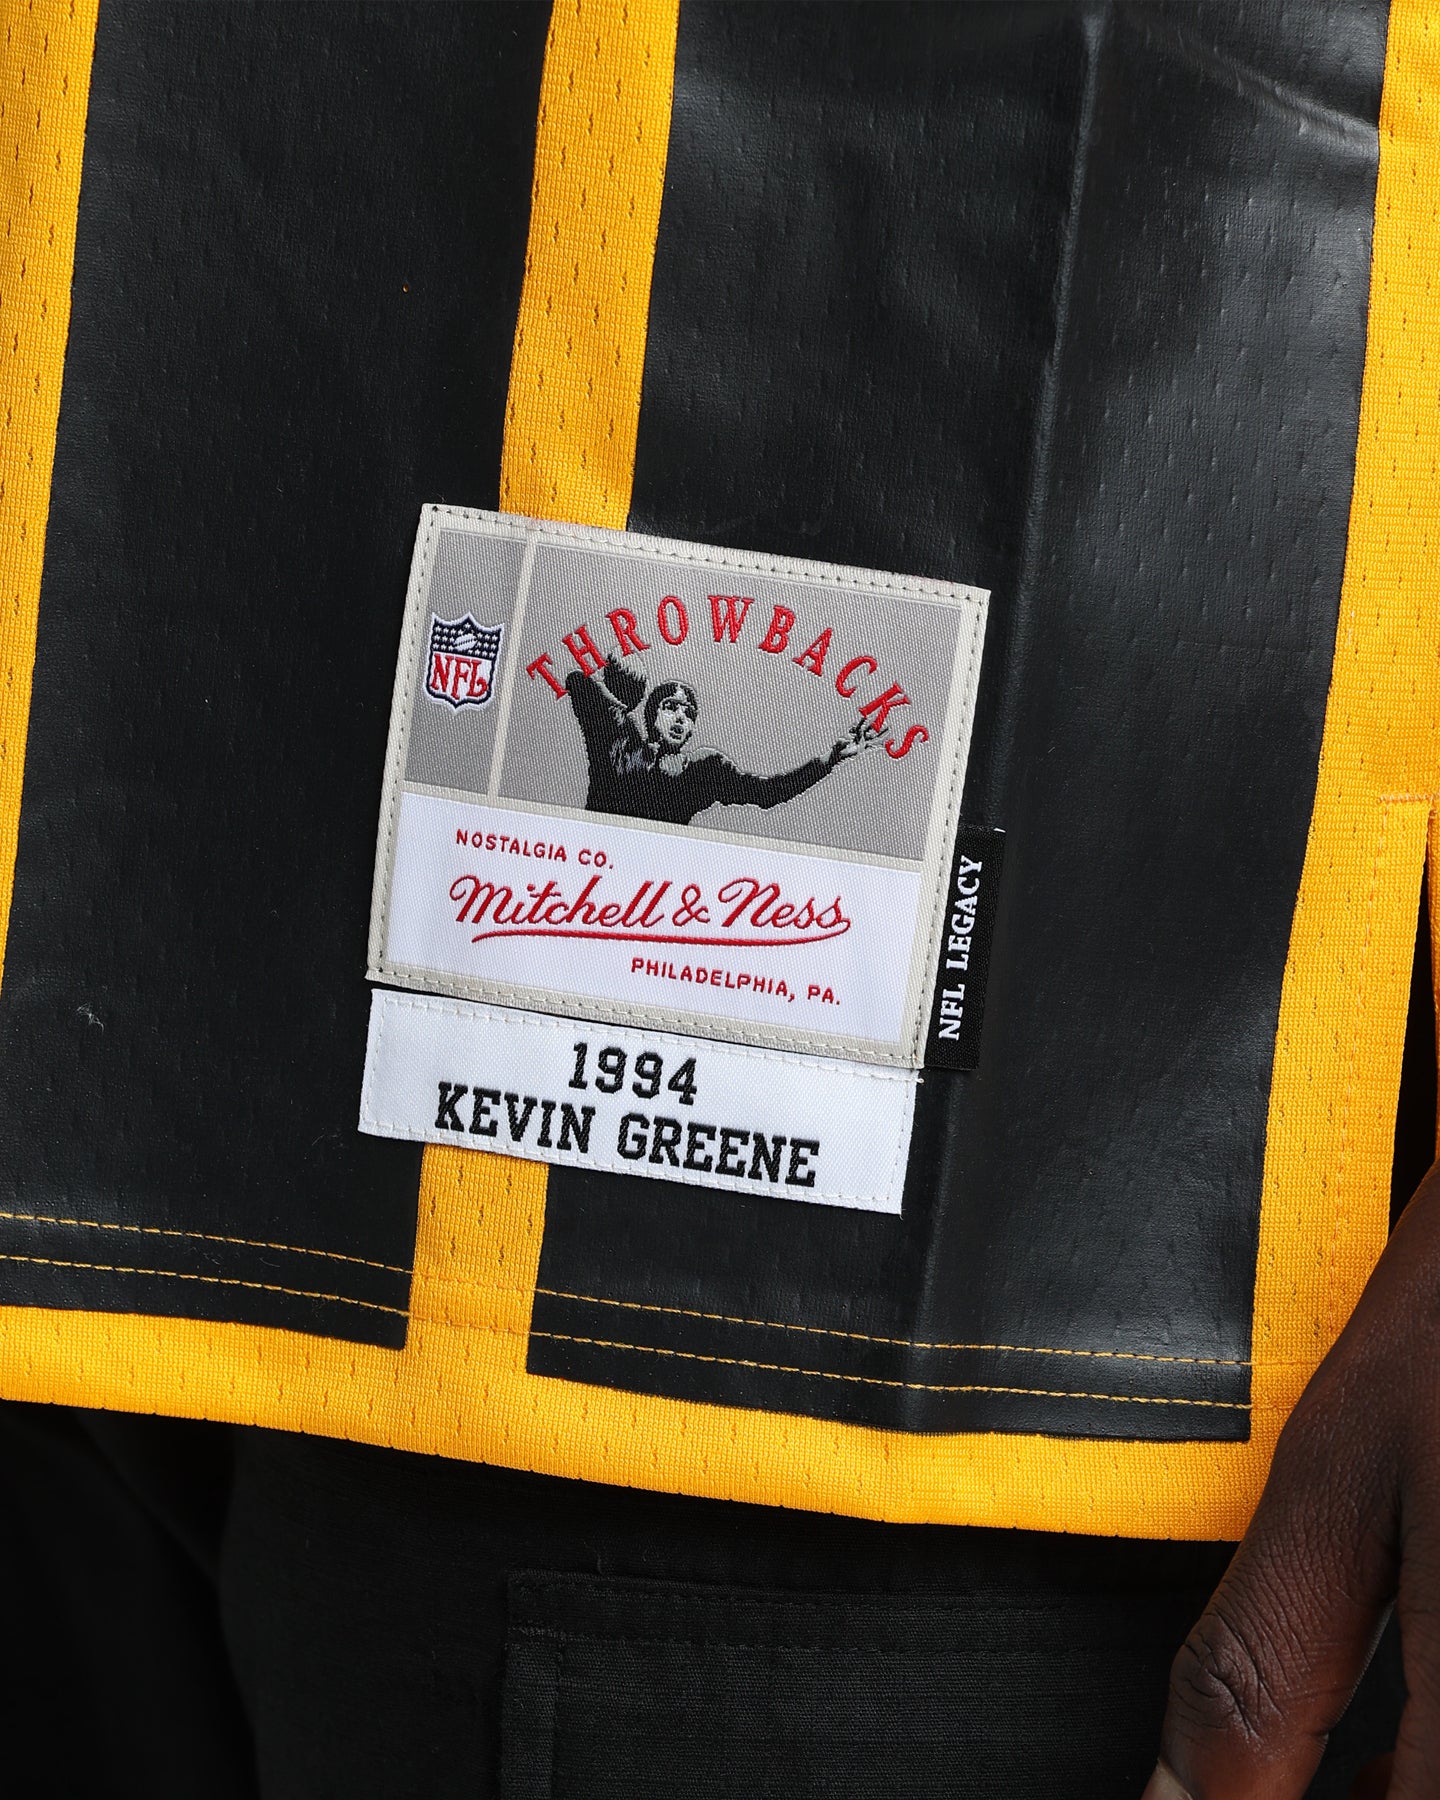 THROWBACKS
NFL
NOSTALGIA CO.
Mitchell & Ness
PHILADELPHIA, PA.
NFL LEGACY
1994
KEVIN GREENE